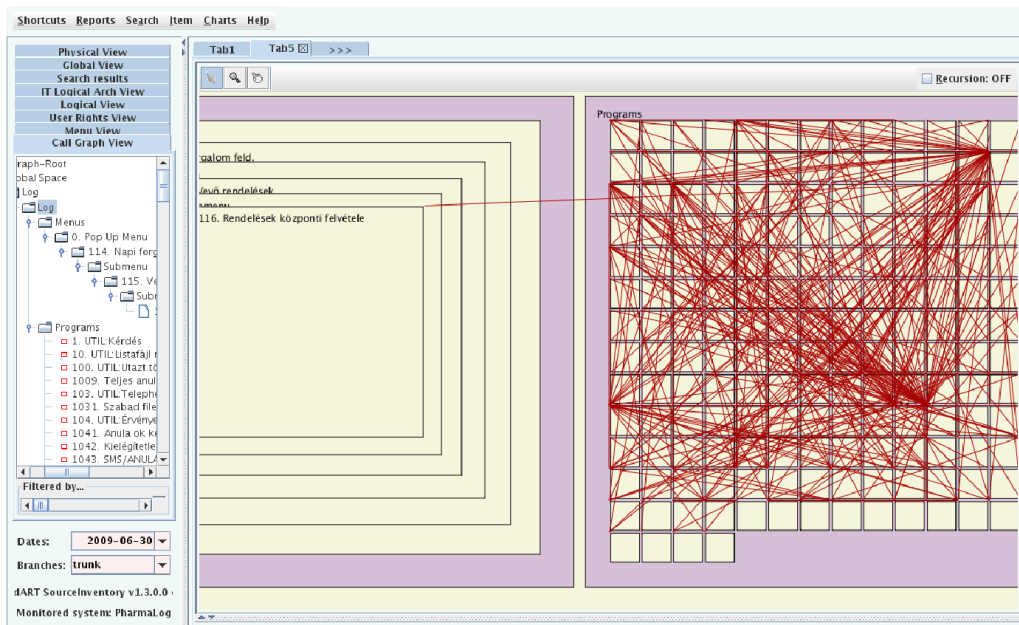 Shortcuts Reports Search Item Charts Help
Physical View
Global View
Search results
IT Logical Arch View
Logical View
User Rights View
Menu View
Call Graph View
raph-Root
obal Space
Log
Log
Menus
0. Pop Up Menu
114. Napi forg
Submenu
115. Ve
Subr
Programs
1. UTIL:Kérdés
10. UTIL:Listafájl
100. UTIL:Utazt.tö
1009. Teljes anul
103. UTIL:Telepho
1031. Szabad file
104. UTIL:Érvénye
1041. Anula ok ké
1042. Kielégítetle
1043. SMS/ANULA
Filtered by...
Dates: 2009-06-30
Branches: trunk
dART SourceInventory v1.3.0.0
Monitored system: PharmaLog
Tab1 Tab5 >>>
Recursion: OFF
rgalom feld.
Vevő rendelések
116. Rendelések központi felvétele
Programs